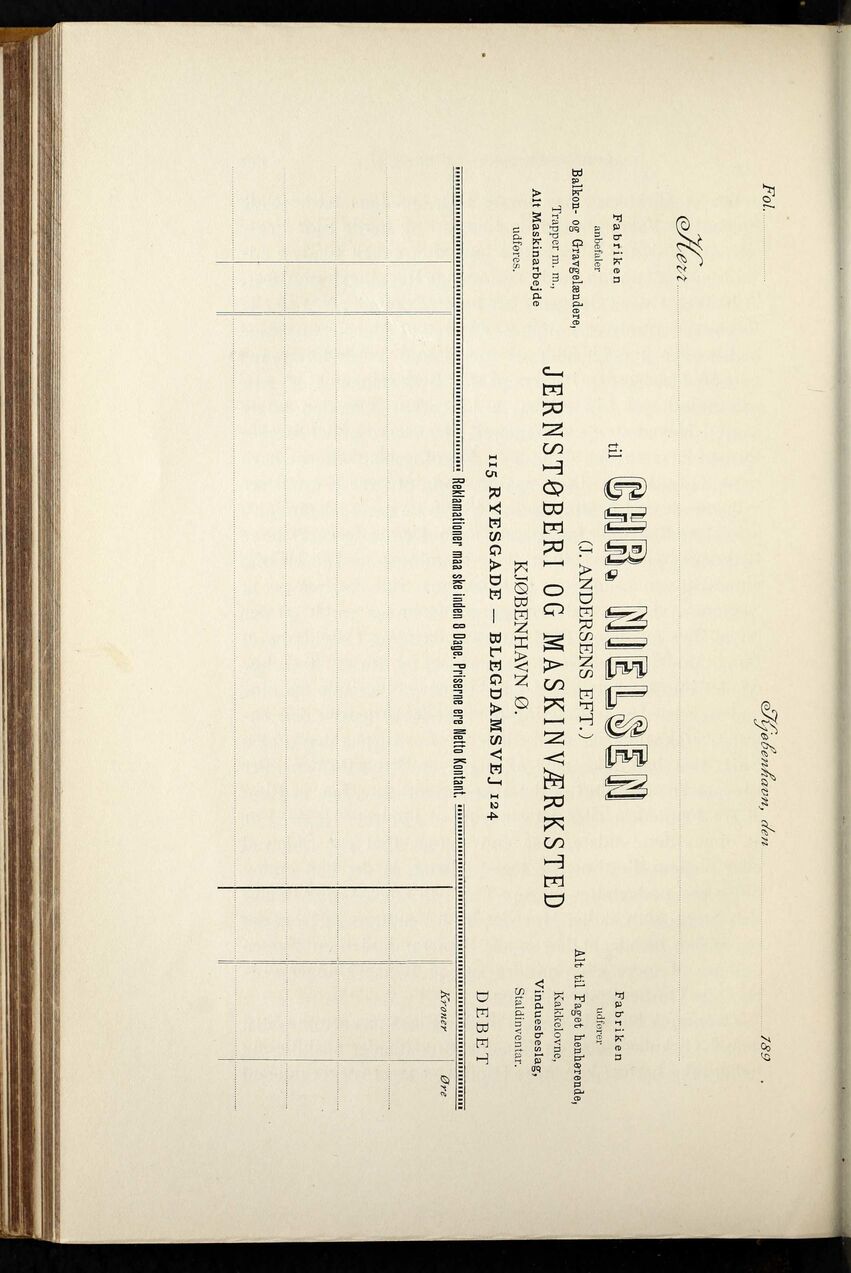 Fol.
Kjøbenhavn, den 189 .
Herr
til CHR. NIELSEN
(J. ANDERSENS EFT.)
JERNSTØBERI OG MASKINVÆRKSTED
KJØBENHAVN Ø.
115 RYESGADE — BLEGDAMSVEJ 124
Fabriken
anbefaler
Balkon- og Gravgelændere,
Trapper m. m.,
Alt Maskinarbejde
udføres.
Fabriken
udfører
Alt til Faget henhørende,
Kakkelovne,
Vinduesbeslag,
Staldinventar.
DEBET
Reklamationer maa ske inden 8 Dage. Priserne ere Netto Kontant.
Kroner Øre